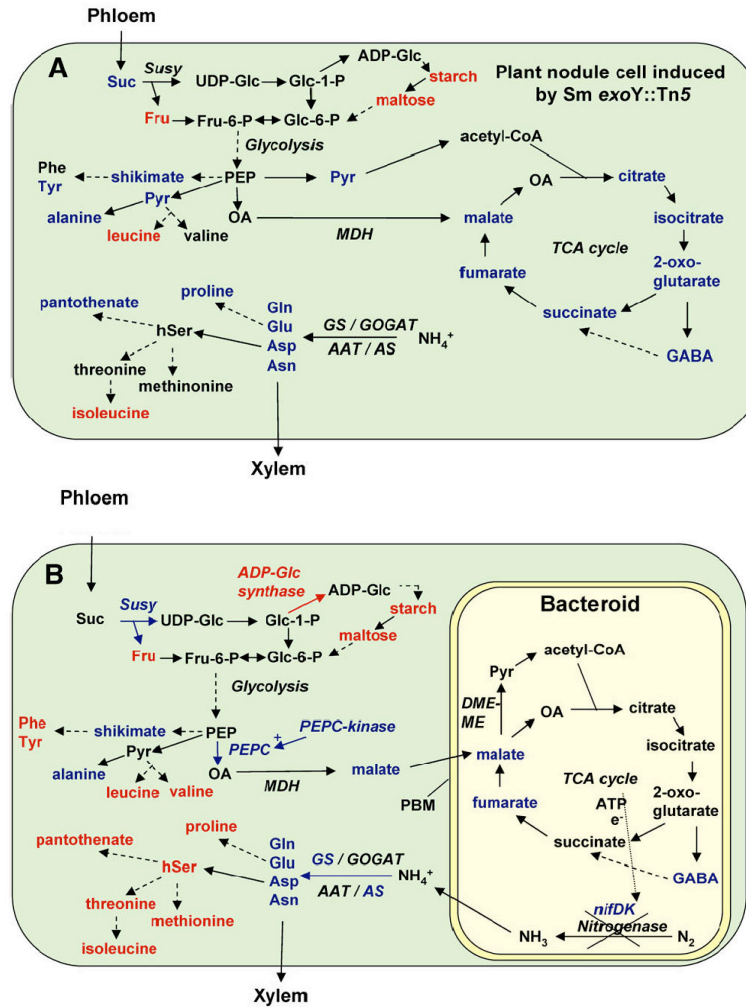 Phloem
A
Suc
Susy
UDP-Glc
Glc-1-P
ADP-Glc
starch
maltose
Plant nodule cell induced
by Sm exoY::Tn5
Fru
Fru-6-P
Glc-6-P
Glycolysis
acetyl-CoA
Phe
Tyr
shikimate
PEP
Pyr
OA
citrate
alanine
Pyr
leucine
valine
OA
MDH
malate
isocitrate
TCA cycle
fumarate
2-oxo-
glutarate
succinate
GABA
pantothenate
proline
Gln
Glu
Asp
Asn
GS / GOGAT
AAT / AS
NH4+
hSer
threonine
methinonine
isoleucine
Xylem
Phloem
B
Suc
Susy
UDP-Glc
Glc-1-P
ADP-Glc
synthase
ADP-Glc
starch
maltose
Fru
Fru-6-P
Glc-6-P
Glycolysis
Phe
Tyr
shikimate
PEP
PEPC
+
PEPC-kinase
Pyr
alanine
leucine
valine
OA
MDH
malate
PBM
Bacteroid
Pyr
acetyl-CoA
DME-
ME
OA
citrate
malate
isocitrate
TCA cycle
fumarate
ATP
e-
2-oxo-
glutarate
succinate
GABA
pantothenate
proline
Gln
Glu
Asp
Asn
GS / GOGAT
AAT / AS
NH4+
hSer
threonine
methionine
isoleucine
nifDK
Nitrogenase
NH3
N2
Xylem